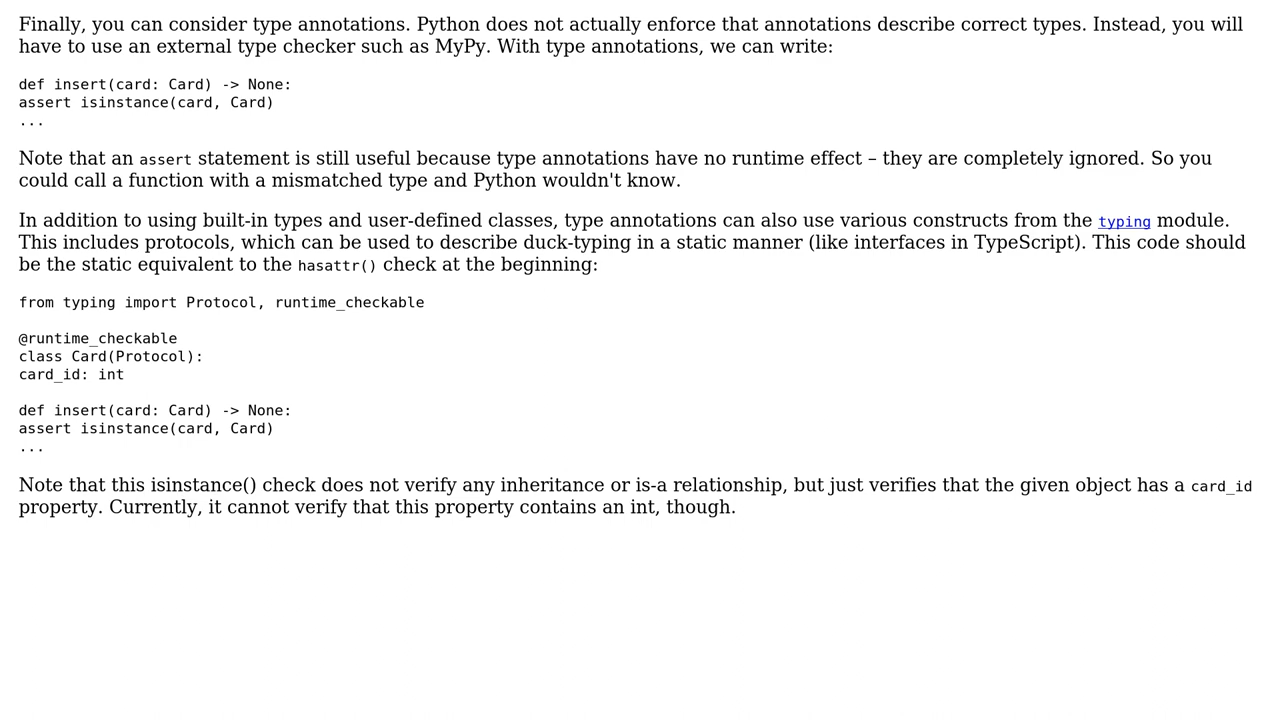 Finally, you can consider type annotations. Python does not actually enforce that annotations describe correct types. Instead, you will
have to use an external type checker such as MyPy. With type annotations, we can write:
def insert(card: Card) -> None:
assert isinstance(card, Card)
...
Note that an assert statement is still useful because type annotations have no runtime effect – they are completely ignored. So you
could call a function with a mismatched type and Python wouldn't know.
In addition to using built-in types and user-defined classes, type annotations can also use various constructs from the typing module.
This includes protocols, which can be used to describe duck-typing in a static manner (like interfaces in TypeScript). This code should
be the static equivalent to the hasattr() check at the beginning:
from typing import Protocol, runtime_checkable
@runtime_checkable
class Card(Protocol):
card_id: int
def insert(card: Card) -> None:
assert isinstance(card, Card)
...
Note that this isinstance() check does not verify any inheritance or is-a relationship, but just verifies that the given object has a card_id
property. Currently, it cannot verify that this property contains an int, though.